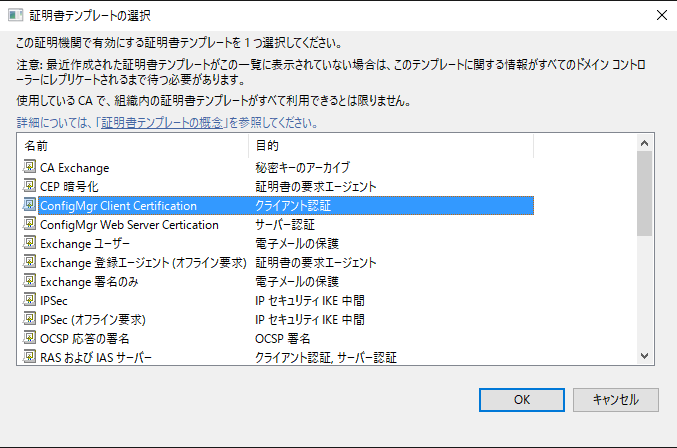 証明書テンプレートの選択
この証明機関で有効にする証明書テンプレートを 1 つ選択してください。
注意: 最近作成された証明書テンプレートがこの一覧に表示されていない場合は、このテンプレートに関する情報がすべてのドメイン コントロ
ーラーにレプリケートされるまで待つ必要があります。
使用している CA で、組織内の証明書テンプレートがすべて利用できるとは限りません。
詳細については、「証明書テンプレートの概念」を参照してください。
名前 目的
CA Exchange 秘密キーのアーカイブ
CEP 暗号化 証明書の要求エージェント
ConfigMgr Client Certification クライアント認証
ConfigMgr Web Server Certication サーバー認証
Exchange ユーザー 電子メールの保護
Exchange 登録エージェント (オフライン要求) 証明書の要求エージェント
Exchange 署名のみ 電子メールの保護
IPSec IP セキュリティ IKE 中間
IPSec (オフライン要求) IP セキュリティ IKE 中間
OCSP 応答の署名 OCSP 署名
RAS および IAS サーバー クライアント認証, サーバー認証
OK キャンセル